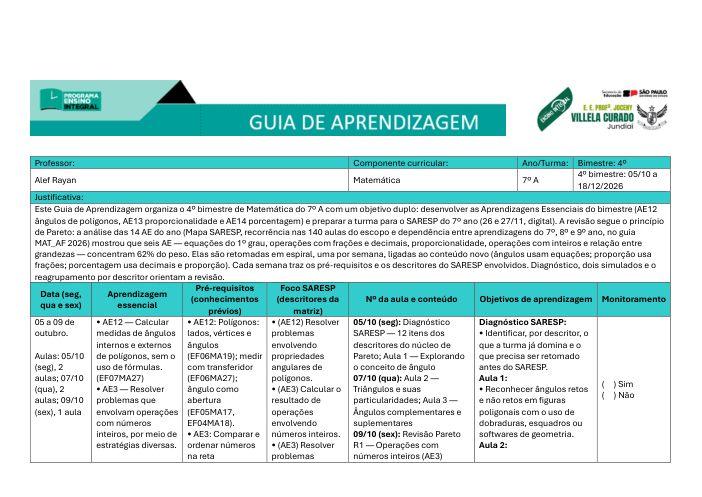 PROGRAMA
ENSINO
INTEGRAL
GUIA DE APRENDIZAGEM
ENSINO INTEGRAL
Secretaria da
Educação
SÃO PAULO
E. E. PROFª. JOCENY
VILLELA CURADO
Jundiaí
Professor:
Componente curricular:
Ano/Turma:
Bimestre: 4º
Alef Rayan
Matemática
7º A
4º bimestre: 05/10 a
18/12/2026
Justificativa:
Este Guia de Aprendizagem organiza o 4º bimestre de Matemática do 7º A com um objetivo duplo: desenvolver as Aprendizagens Essenciais do bimestre (AE12
ângulos de polígonos, AE13 proporcionalidade e AE14 porcentagem) e preparar a turma para o SARESP do 7º ano (26 e 27/11, digital). A revisão segue o princípio
de Pareto: a análise das 14 AE do ano (Mapa SARESP, recorrência nas 140 aulas do escopo e dependência entre aprendizagens do 7º, 8º e 9º ano, no guia
MAT_AF 2026) mostrou que seis AE — equações do 1º grau, operações com frações e decimais, proporcionalidade, operações com inteiros e relação entre
grandezas — concentram 62% do peso. Elas são retomadas em espiral, uma por semana, ligadas ao conteúdo novo (ângulos usam equações; proporção usa
frações; porcentagem usa decimais e proporção). Cada semana traz os pré-requisitos e os descritores do SARESP envolvidos. Diagnóstico, dois simulados e o
reagrupamento por descritor orientam a revisão.
Data (seg,
qua e sex)
Aprendizagem
essencial
Pré-requisitos
(conhecimentos
prévios)
Foco SARESP
(descritores da
matriz)
Nº da aula e conteúdo
Objetivos de aprendizagem
Monitoramento
05 a 09 de
outubro.
Aulas: 05/10
(seg), 2
aulas; 07/10
(qua), 2
aulas; 09/10
(sex), 1 aula
• AE12 — Calcular
medidas de ângulos
internos e externos
de polígonos, sem o
uso de fórmulas.
(EF07MA27)
• AE3 — Resolver
problemas que
envolvam operações
com números
inteiros, por meio de
estratégias diversas.
• AE12: Polígonos:
lados, vértices e
ângulos
(EF06MA19); medir
com transferidor
(EF06MA27);
ângulo como
abertura
(EF05MA17,
EF04MA18).
• AE3: Comparar e
ordenar números
na reta
• (AE12) Resolver
problemas
envolvendo
propriedades
angulares de
polígonos.
• (AE3) Calcular o
resultado de
operações
envolvendo
números inteiros.
• (AE3) Resolver
problemas
05/10 (seg): Diagnóstico
SARESP — 12 itens dos
descritores do núcleo de
Pareto; Aula 1 — Explorando
o conceito de ângulo
07/10 (qua): Aula 2 —
Triângulos e suas
particularidades; Aula 3 —
Ângulos complementares e
suplementares
09/10 (sex): Revisão Pareto
R1 — Operações com
números inteiros (AE3)
Diagnóstico SARESP:
• Identificar, por descritor, o
que a turma já domina e o
que precisa ser retomado
antes do SARESP.
Aula 1:
• Reconhecer ângulos retos
e não retos em figuras
poligonais com o uso de
dobraduras, esquadros ou
softwares de geometria.
Aula 2:
( ) Sim
( ) Não